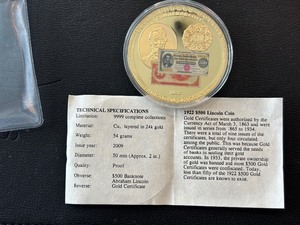 TECHNICAL SPECIFICATIONS
Limitation: 9999 complete collections
Material: Cu, layered in 24k gold
Weight: 54 grams
Issue year: 2009
Diameter: 50 mm (Approx. 2 in.)
Quality: Proof
Obverse: $500 Banknote
Abraham Lincoln
Reverse: Gold Certificate
1922 $500 Lincoln Coin
Gold Certificates were authorized by the
Currency Act of March 3, 1863 and were
issued in series from .865 to 1934.
There were a total of nine issues of the
certificates, but only four circulated
among the public. This was because Gold
Certificates generally served the needs
of banks in settling their gold
accounts. In 1933, the private ownership
of gold was banned and most $500 Gold
Certificates were confiscated. Today,
less than fifty of the 1922 $500 Gold
Certificates are known to exist.